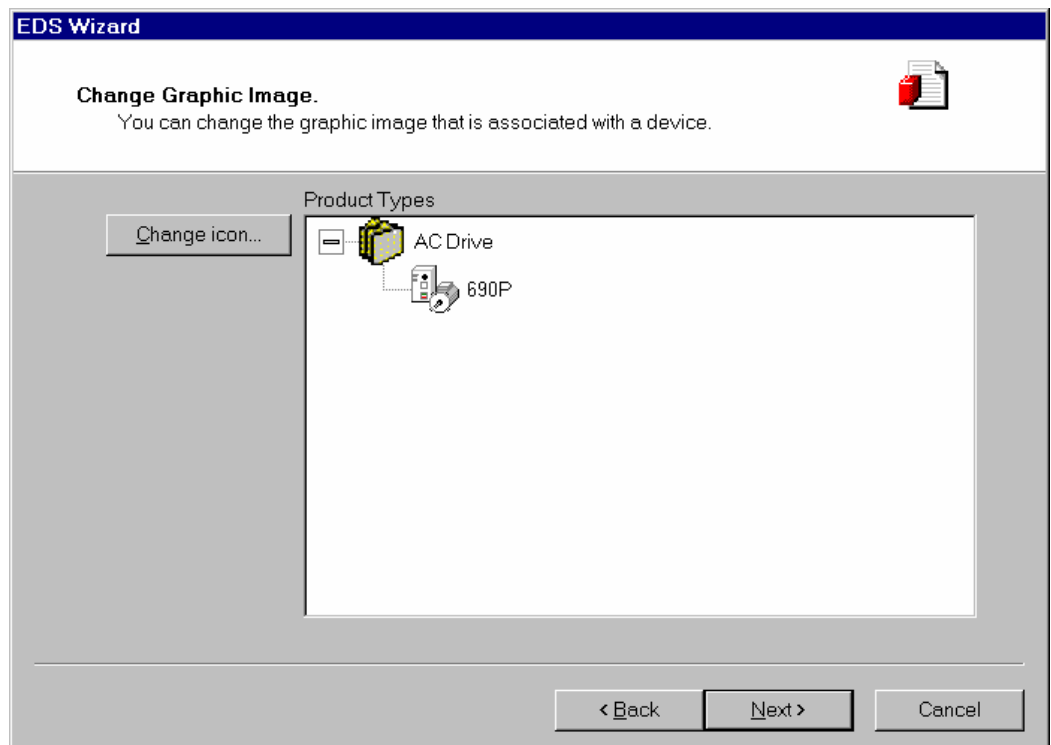 EDS Wizard
Change Graphic Image.
You can change the graphic image that is associated with a device.
Product Types
Change icon...
AC Drive
690P
< Back
Next >
Cancel